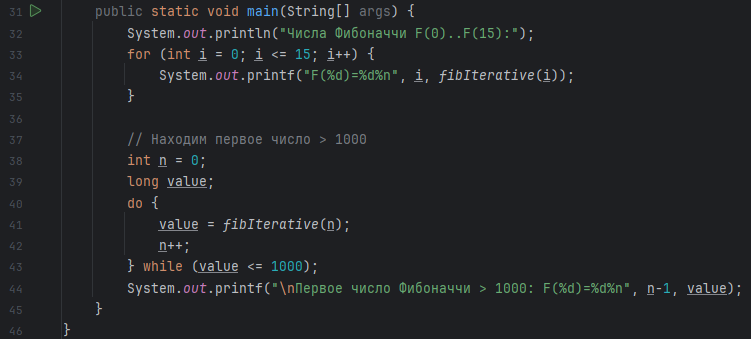 31 public static void main(String[] args) {
32 System.out.println("Числа Фибоначчи F(0)..F(15):");
33 for (int i = 0; i <= 15; i++) {
34 System.out.printf("F(%d)=%d%n", i, fibIterative(i));
35 }
36
37 // Находим первое число > 1000
38 int n = 0;
39 long value;
40 do {
41 value = fibIterative(n);
42 n++;
43 } while (value <= 1000);
44 System.out.printf("\nПервое число Фибоначчи > 1000: F(%d)=%d%n", n-1, value);
45 }
46 }